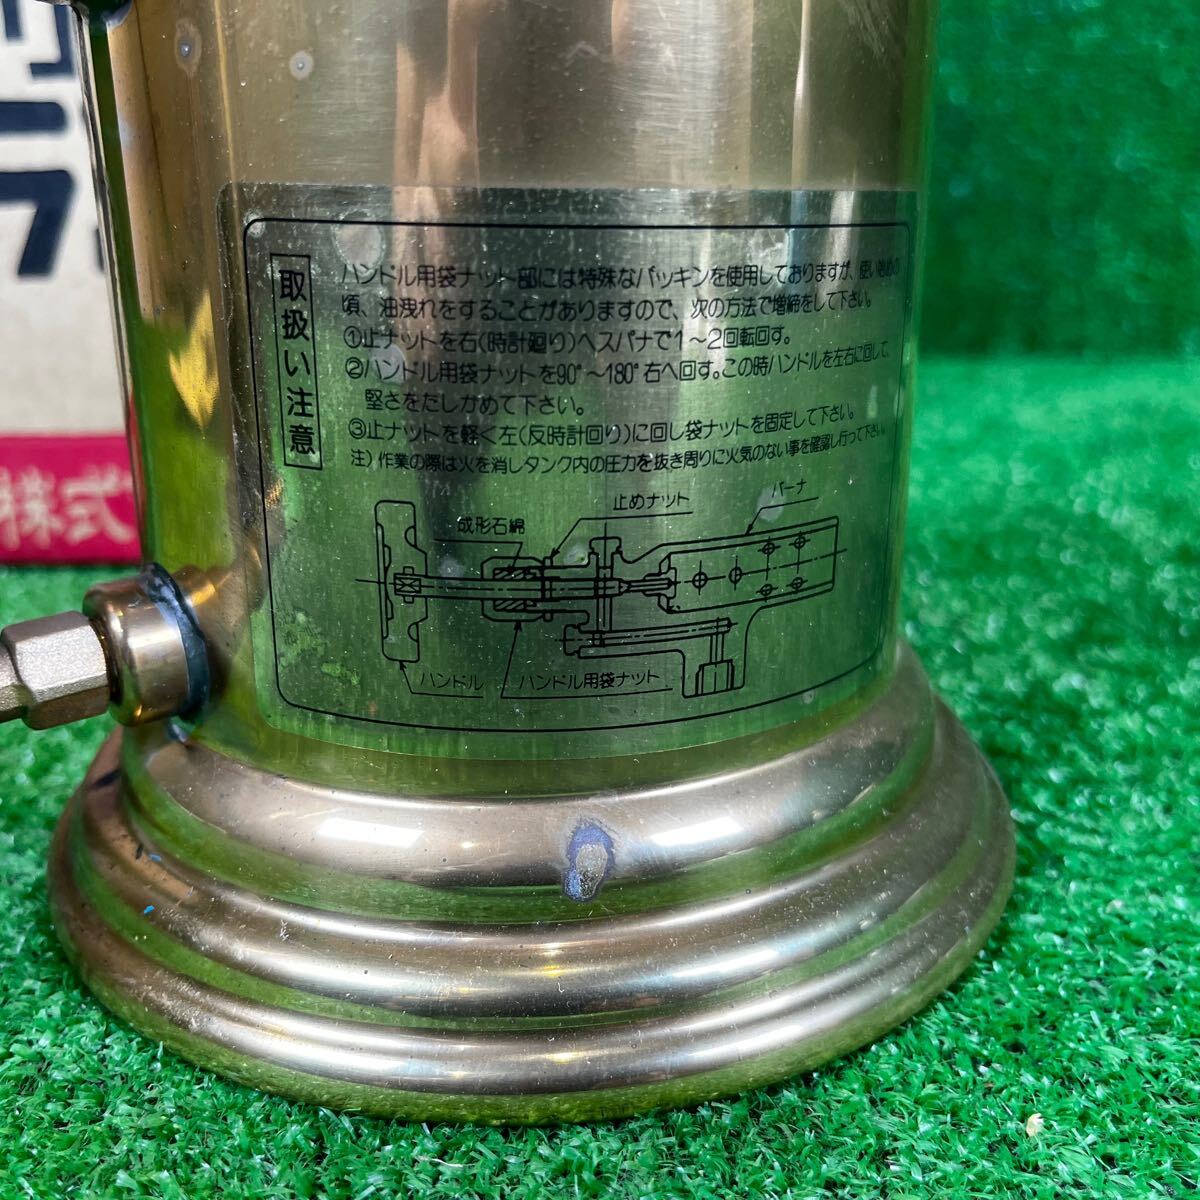 取扱い注意
ハンドル用袋ナット部には特殊なパッキンを使用しておりますが、使い始めの
頃、油洩れをすることがありますので、次の方法で増締をして下さい。
①止ナットを右(時計廻り)へスパナで1〜2回転回す。
②ハンドル用袋ナットを90°〜180°右へ回す。この時ハンドルを左右に回して、
堅さをたしかめて下さい。
③止ナットを軽く左(反時計回り)に回し袋ナットを固定して下さい。
注)作業の際は火を消しタンク内の圧力を抜き周りに火気のない事を確認し行って下さい。
成形石綿
止めナット
バーナ
ハンドル
ハンドル用袋ナット
株式